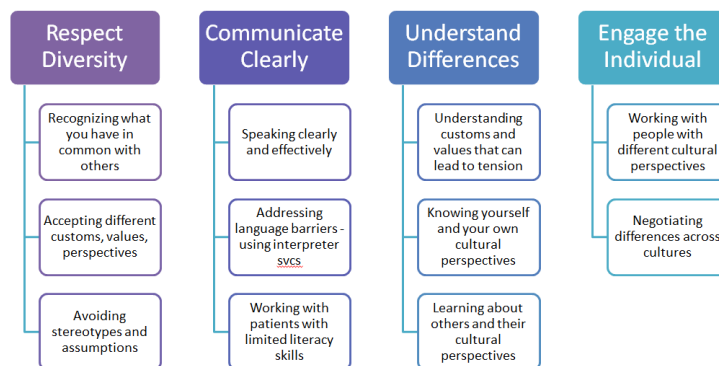 Respect
Diversity
Recognizing what
you have in
common with
others
Accepting different
customs, values,
perspectives
Avoiding
stereotypes and
assumptions
Communicate
Clearly
Speaking clearly
and effectively
Addressing
language barriers -
using interpreter
svcs
Working with
patients with
limited literacy
skills
Understand
Differences
Understanding
customs and
values that can
lead to tension
Knowing yourself
and your own
cultural
perspectives
Learning about
others and their
cultural
perspectives
Engage the
Individual
Working with
people with
different cultural
perspectives
Negotiating
differences across
cultures